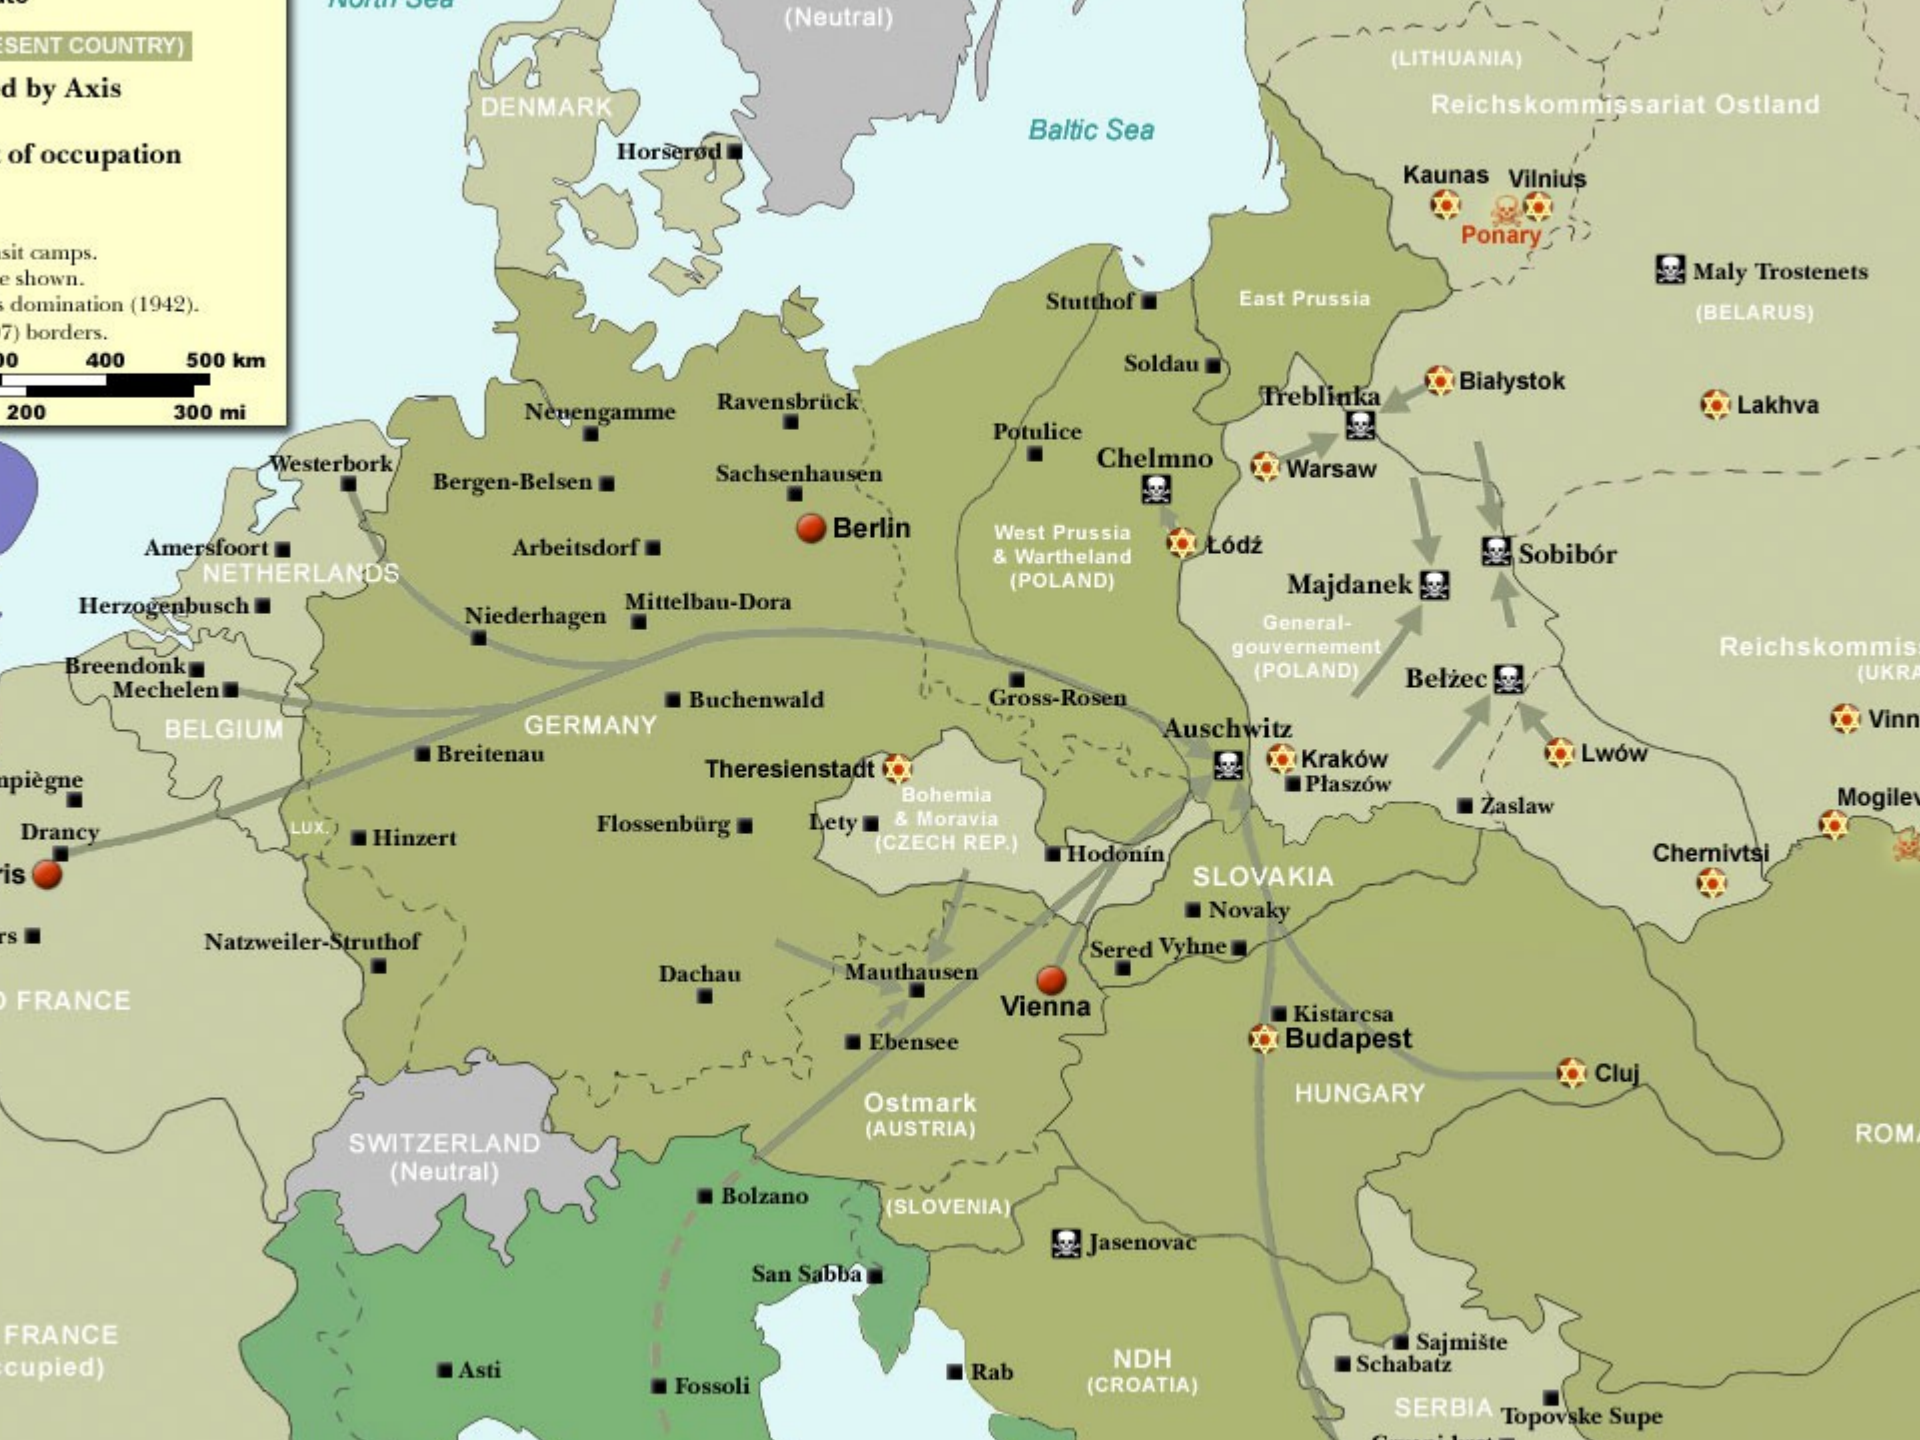 North Sea
(Neutral)
ESENT COUNTRY)
d by Axis
t of occupation
sit camps.
e shown.
s domination (1942).
7) borders.
00 400 500 km
200 300 mi
DENMARK
Horserød
Baltic Sea
(LITHUANIA)
Reichskommissariat Ostland
Kaunas
Vilnius
Ponary
Maly Trostenets
(BELARUS)
East Prussia
Stutthof
Soldau
Treblinka
Białystok
Lakhva
Neuengamme
Ravensbrück
Potulice
Chelmno
Warsaw
Westerbork
Bergen-Belsen
Sachsenhausen
Berlin
West Prussia
& Wartheland
(POLAND)
Łódź
Sobibór
Amersfoort
NETHERLANDS
Arbeitsdorf
Majdanek
Herzogenbusch
Niederhagen
Mittelbau-Dora
General-
gouvernement
(POLAND)
Reichskommiss
(UKRA
Breendonk
Mechelen
BELGIUM
GERMANY
Buchenwald
Gross-Rosen
Bełżec
Auschwitz
Vinn
Breitenau
Theresienstadt
Kraków
Płaszów
Lwów
mpiègne
Bohemia
& Moravia
(CZECH REP.)
Lety
Zaslaw
Mogilev
Drancy
LUX.
Hinzert
Flossenbürg
Hodonín
Chernivtsi
ris
SLOVAKIA
Novaky
rs
Natzweiler-Struthof
Sered
Vyhne
Dachau
Mauthausen
Vienna
D FRANCE
Kistarcsa
Budapest
Ebensee
Cluj
HUNGARY
Ostmark
(AUSTRIA)
ROMA
SWITZERLAND
(Neutral)
Bolzano
(SLOVENIA)
Jasenovac
San Sabba
FRANCE
ccupied)
Asti
Fossoli
Rab
NDH
(CROATIA)
Sajmište
Schabatz
SERBIA
Topovske Supe